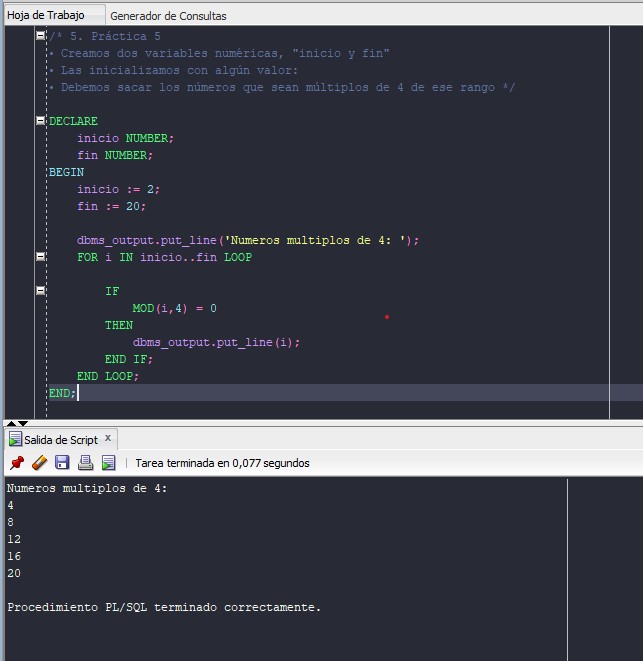 Hoja de Trabajo Generador de Consultas
/* 5. Práctica 5
• Creamos dos variables numéricas, "inicio y fin"
• Las inicializamos con algún valor:
• Debemos sacar los números que sean múltiplos de 4 de ese rango */
DECLARE
inicio NUMBER;
fin NUMBER;
BEGIN
inicio := 2;
fin := 20;
dbms_output.put_line('Numeros multiplos de 4: ');
FOR i IN inicio..fin LOOP
IF
MOD(i,4) = 0
THEN
dbms_output.put_line(i);
END IF;
END LOOP;
END;
Salida de Script x
Tarea terminada en 0,077 segundos
Numeros multiplos de 4:
4
8
12
16
20
Procedimiento PL/SQL terminado correctamente.